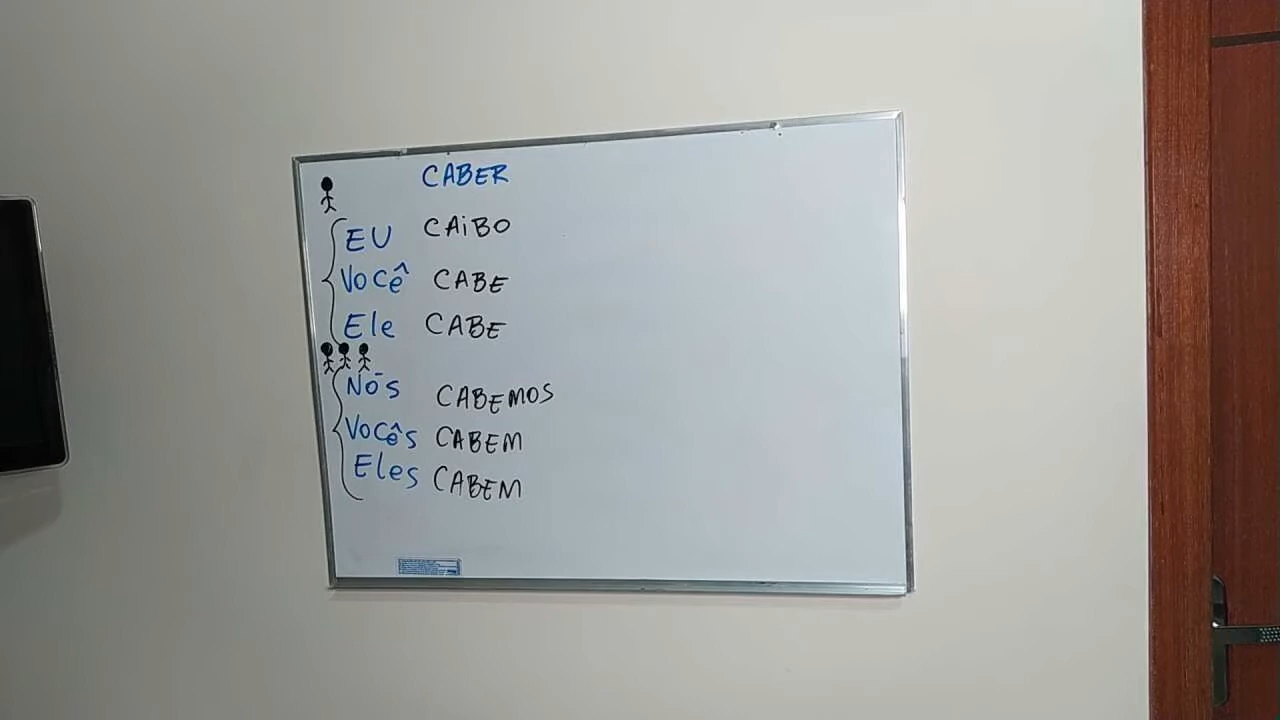 CABER
EU CAiBO
Você CABE
Ele CABE
Nós CABEMOS
Vocês CABEM
Eles CABEM